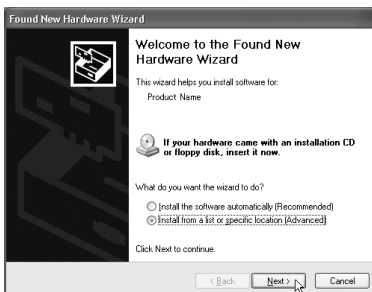 Found New Hardware Wizard
Welcome to the Found New
Hardware Wizard
This wizard helps you install software for:
Product Name
If your hardware came with an installation CD
or floppy disk, insert it now.
What do you want the wizard to do?
Install the software automatically (Recommended)
Install from a list or specific location (Advanced)
Click Next to continue.
< Back Next > Cancel